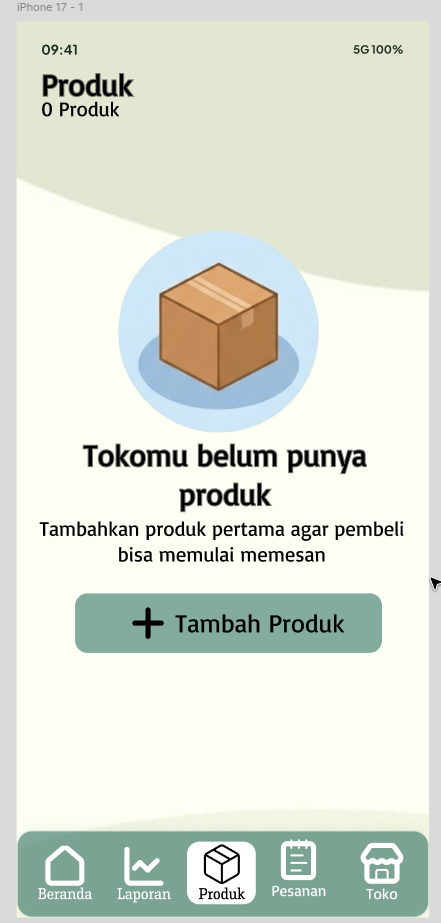 iPhone 17 - 1
09:41 5G 100%
Produk
0 Produk
Tokomu belum punya
produk
Tambahkan produk pertama agar pembeli
bisa memulai memesan
Tambah Produk
Beranda Laporan Produk Pesanan Toko